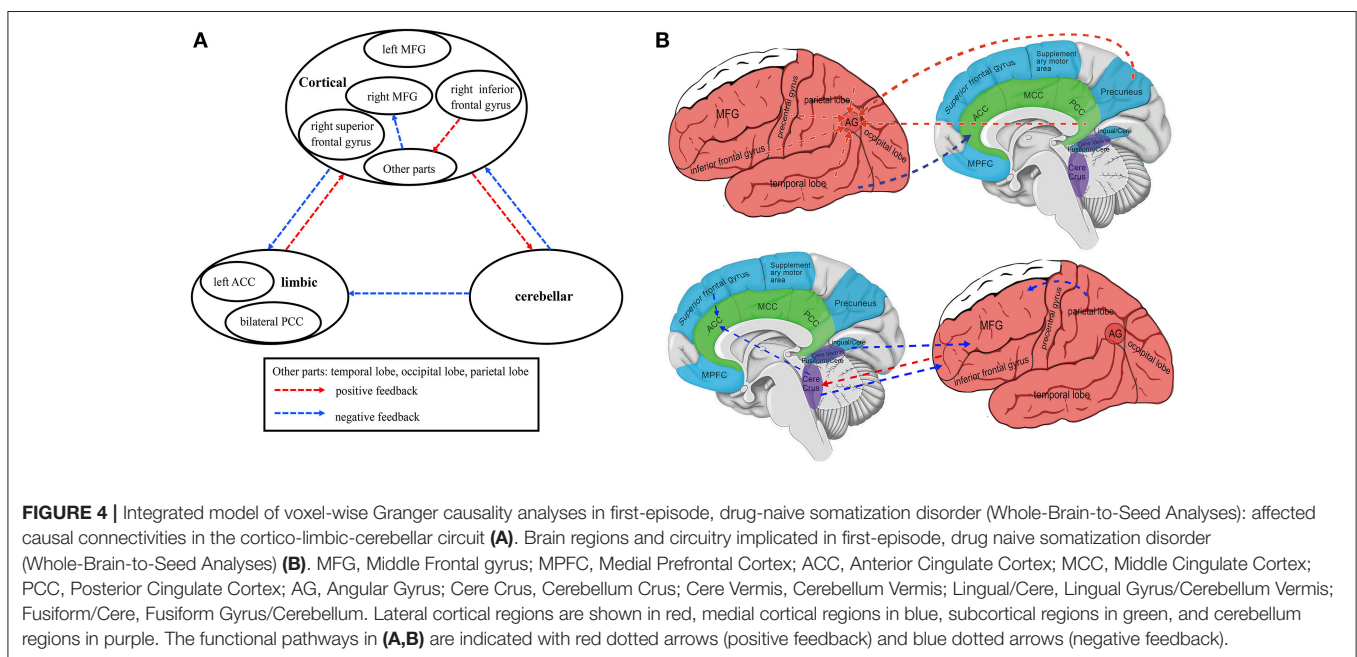 A
left MFG
Cortical
right MFG
right inferior
frontal gyrus
right superior
frontal gyrus
Other parts
left ACC
limbic
bilateral PCC
cerebellar
Other parts: temporal lobe, occipital lobe, parietal lobe
positive feedback
negative feedback
B
MFG
precentral gyrus
parietal lobe
AG
occipital lobe
inferior frontal gyrus
temporal lobe
Superior frontal gyrus
Supplement
ary motor
area
Precuneus
ACC
MCC
PCC
MPFC
Lingual/Cere
Cere Vermis
Fusiform/Cere
Cere
Crus
Superior frontal gyrus
Supplement
ary motor
area
Precuneus
ACC
MCC
PCC
MPFC
Lingual/Cere
Cere Vermis
Fusiform/Cere
Cere
Crus
MFG
precentral gyrus
parietal lobe
AG
occipital lobe
inferior frontal gyrus
temporal lobe
FIGURE 4 | Integrated model of voxel-wise Granger causality analyses in first-episode, drug-naive somatization disorder (Whole-Brain-to-Seed Analyses): affected
causal connectivities in the cortico-limbic-cerebellar circuit (A). Brain regions and circuitry implicated in first-episode, drug naive somatization disorder
(Whole-Brain-to-Seed Analyses) (B). MFG, Middle Frontal gyrus; MPFC, Medial Prefrontal Cortex; ACC, Anterior Cingulate Cortex; MCC, Middle Cingulate Cortex;
PCC, Posterior Cingulate Cortex; AG, Angular Gyrus; Cere Crus, Cerebellum Crus; Cere Vermis, Cerebellum Vermis; Lingual/Cere, Lingual Gyrus/Cerebellum Vermis;
Fusiform/Cere, Fusiform Gyrus/Cerebellum. Lateral cortical regions are shown in red, medial cortical regions in blue, subcortical regions in green, and cerebellum
regions in purple. The functional pathways in (A,B) are indicated with red dotted arrows (positive feedback) and blue dotted arrows (negative feedback).